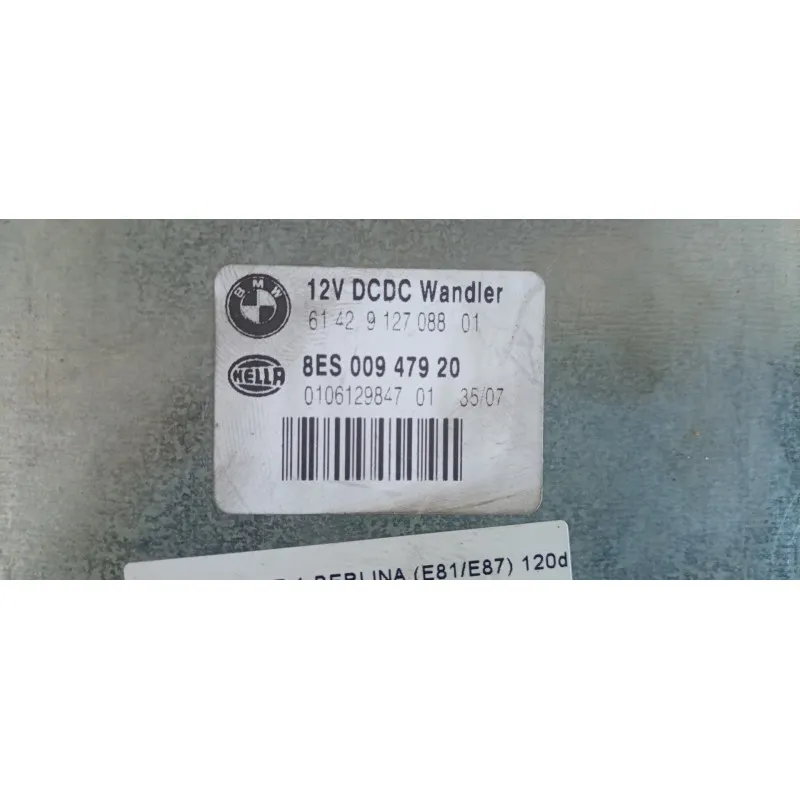 BMW
12V DCDC Wandler
61 42 9 127 088 01
HELLA
8ES 009 479 20
0106129847 01 35/07
BERLINA (E81/E87) 120d